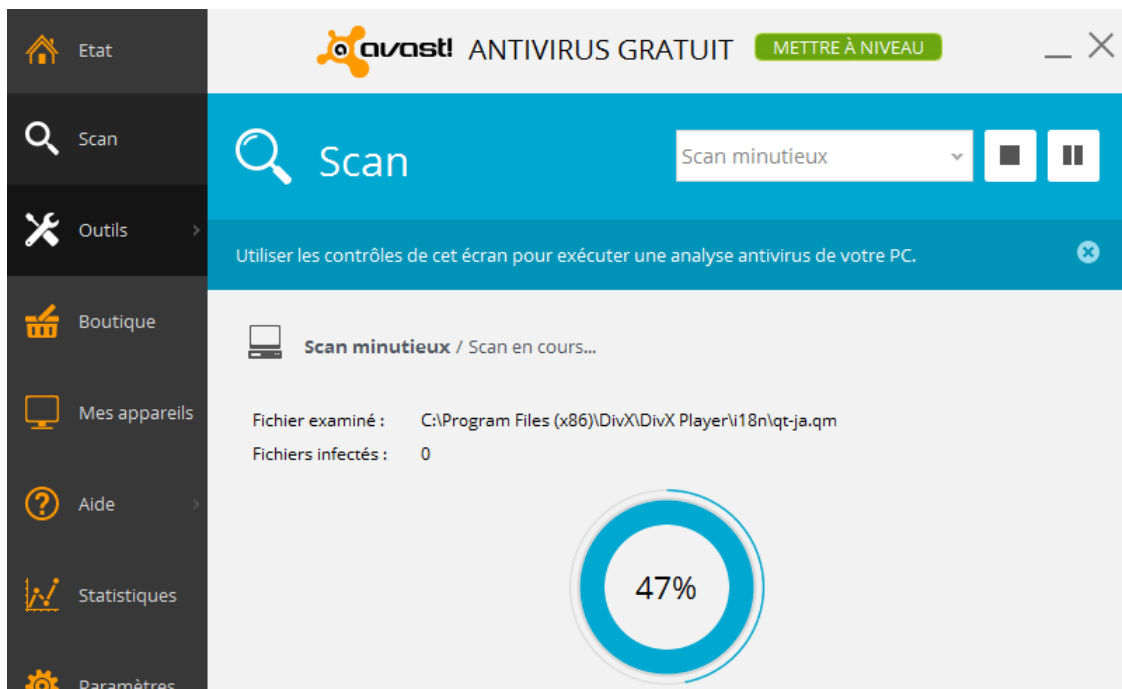 Etat
Scan
Outils
Boutique
Mes appareils
Aide
Statistiques
Paramètres
avast! ANTIVIRUS GRATUIT METTRE À NIVEAU
Scan Scan minutieux
Utiliser les contrôles de cet écran pour exécuter une analyse antivirus de votre PC.
Scan minutieux / Scan en cours...
Fichier examiné : C:\Program Files (x86)\DivX\DivX Player\i18n\qt-ja.qm
Fichiers infectés : 0
47%